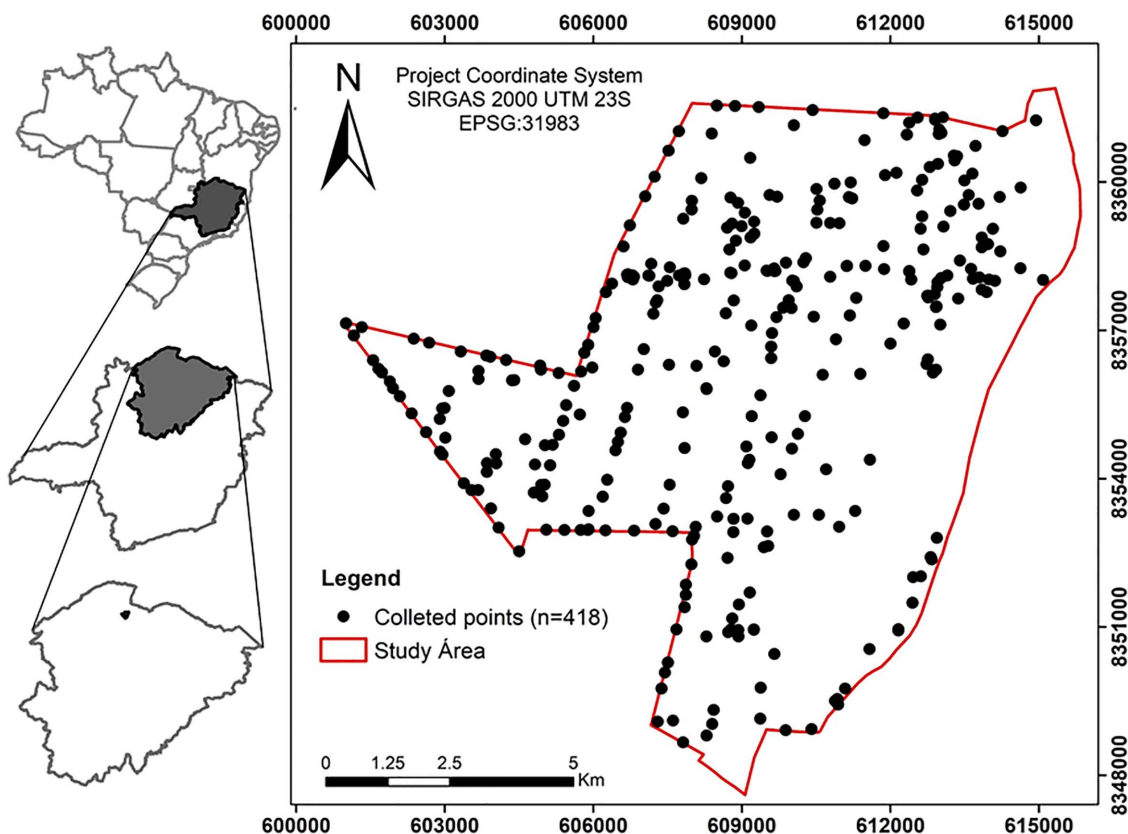 600000 603000 606000 609000 612000 615000
N
Project Coordinate System
SIRGAS 2000 UTM 23S
EPSG:31983
8360000
8357000
8354000
8351000
8348000
Legend
Colleted points (n=418)
Study Área
0 1.25 2.5 5
Km
600000 603000 606000 609000 612000 615000